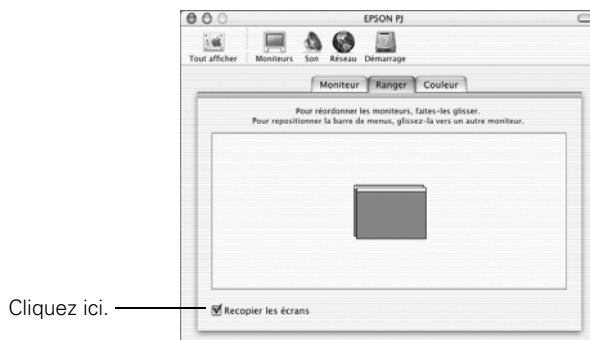 EPSON PJ
Tout afficher Moniteurs Son Réseau Démarrage
Moniteur Ranger Couleur
Pour réordonner les moniteurs, faites-les glisser.
Pour repositionner la barre de menus, glissez-la vers un autre moniteur.
Cliquez ici.
Recopier les écrans